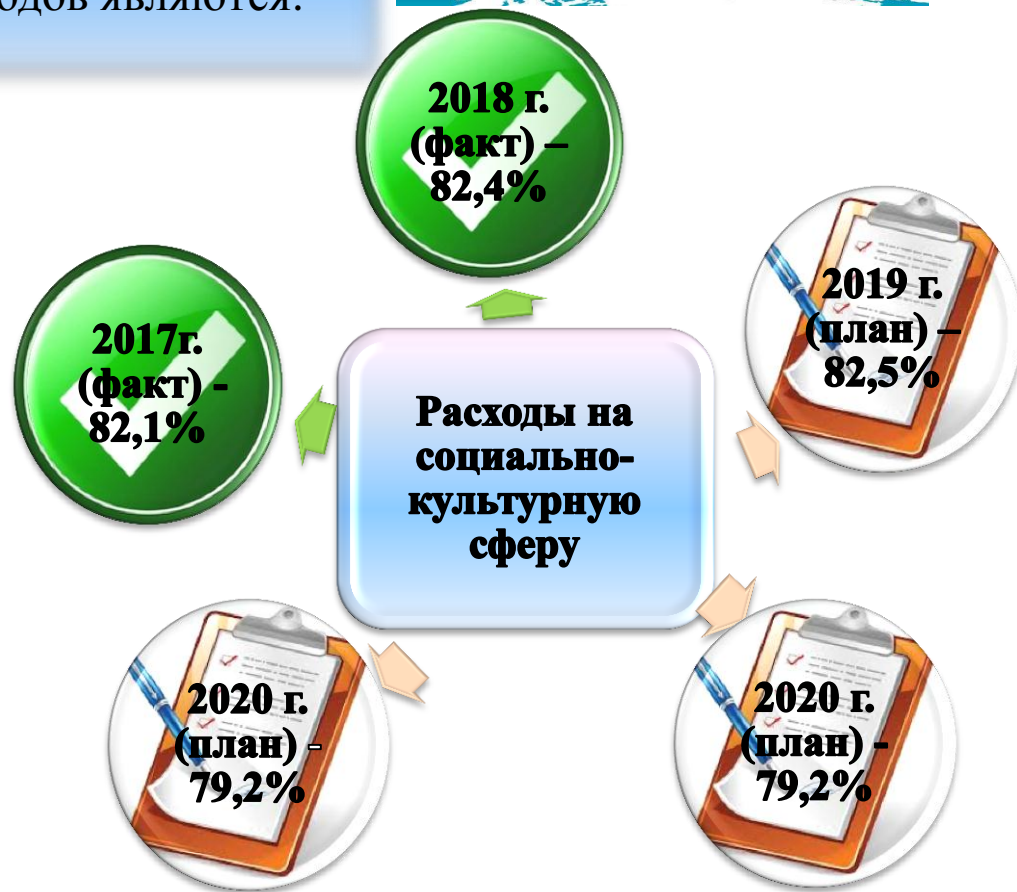 одов являются:
2018 г.
(факт) –
82,4%
2019 г.
(план) –
82,5%
2017г.
(факт) -
82,1%
Расходы на
социально-
культурную
сферу
2020 г.
(план) -
79,2%
2020 г.
(план) -
79,2%